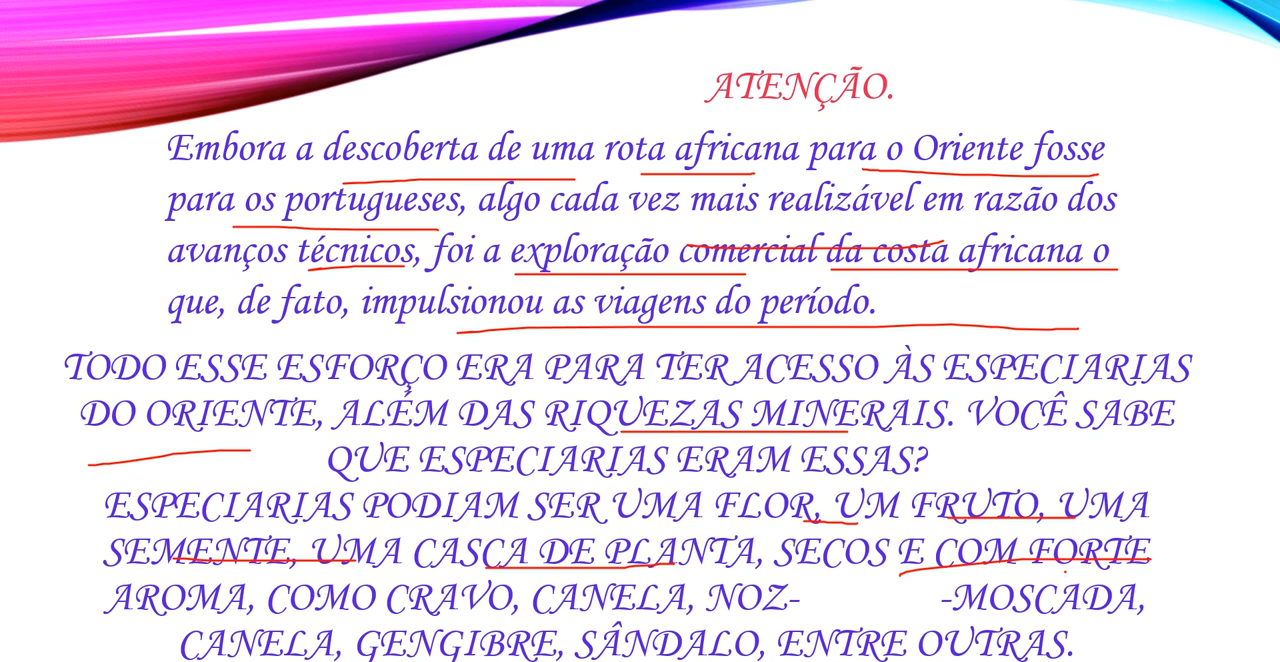 ATENÇÃO.
Embora a descoberta de uma rota africana para o Oriente fosse
para os portugueses, algo cada vez mais realizável em razão dos
avanços técnicos, foi a exploração comercial da costa africana o
que, de fato, impulsionou as viagens do período.
TODO ESSE ESFORÇO ERA PARA TER ACESSO ÀS ESPECIARIAS
DO ORIENTE, ALÉM DAS RIQUEZAS MINERAIS. VOCÊ SABE
QUE ESPECIARIAS ERAM ESSAS?
ESPECIARIAS PODIAM SER UMA FLOR, UM FRUTO, UMA
SEMENTE, UMA CASCA DE PLANTA, SECOS E COM FORTE
AROMA, COMO CRAVO, CANELA, NOZ- -MOSCADA,
CANELA, GENGIBRE, SÂNDALO, ENTRE OUTRAS.